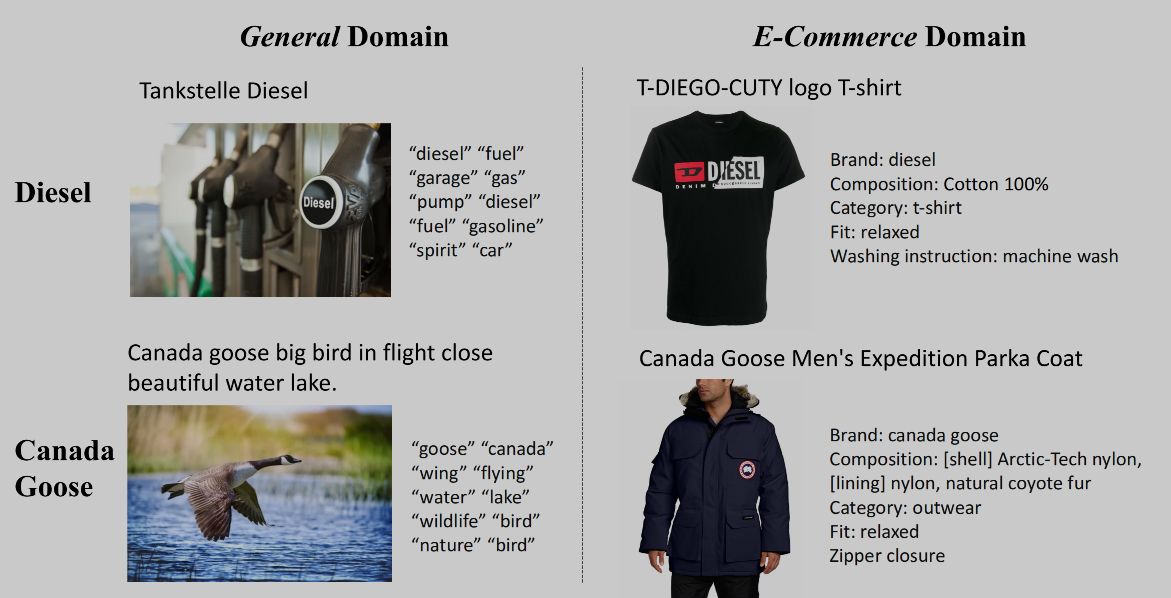 General Domain
E-Commerce Domain
Diesel
Tankstelle Diesel
Diesel
“diesel” “fuel”
“garage” “gas”
“pump” “diesel”
“fuel” “gasoline”
“spirit” “car”
T-DIEGO-CUTY logo T-shirt
DIESEL
DENIM
Brand: diesel
Composition: Cotton 100%
Category: t-shirt
Fit: relaxed
Washing instruction: machine wash
Canada
Goose
Canada goose big bird in flight close
beautiful water lake.
“goose” “canada”
“wing” “flying”
“water” “lake”
“wildlife” “bird”
“nature” “bird”
Canada Goose Men's Expedition Parka Coat
Brand: canada goose
Composition: [shell] Arctic-Tech nylon,
[lining] nylon, natural coyote fur
Category: outwear
Fit: relaxed
Zipper closure